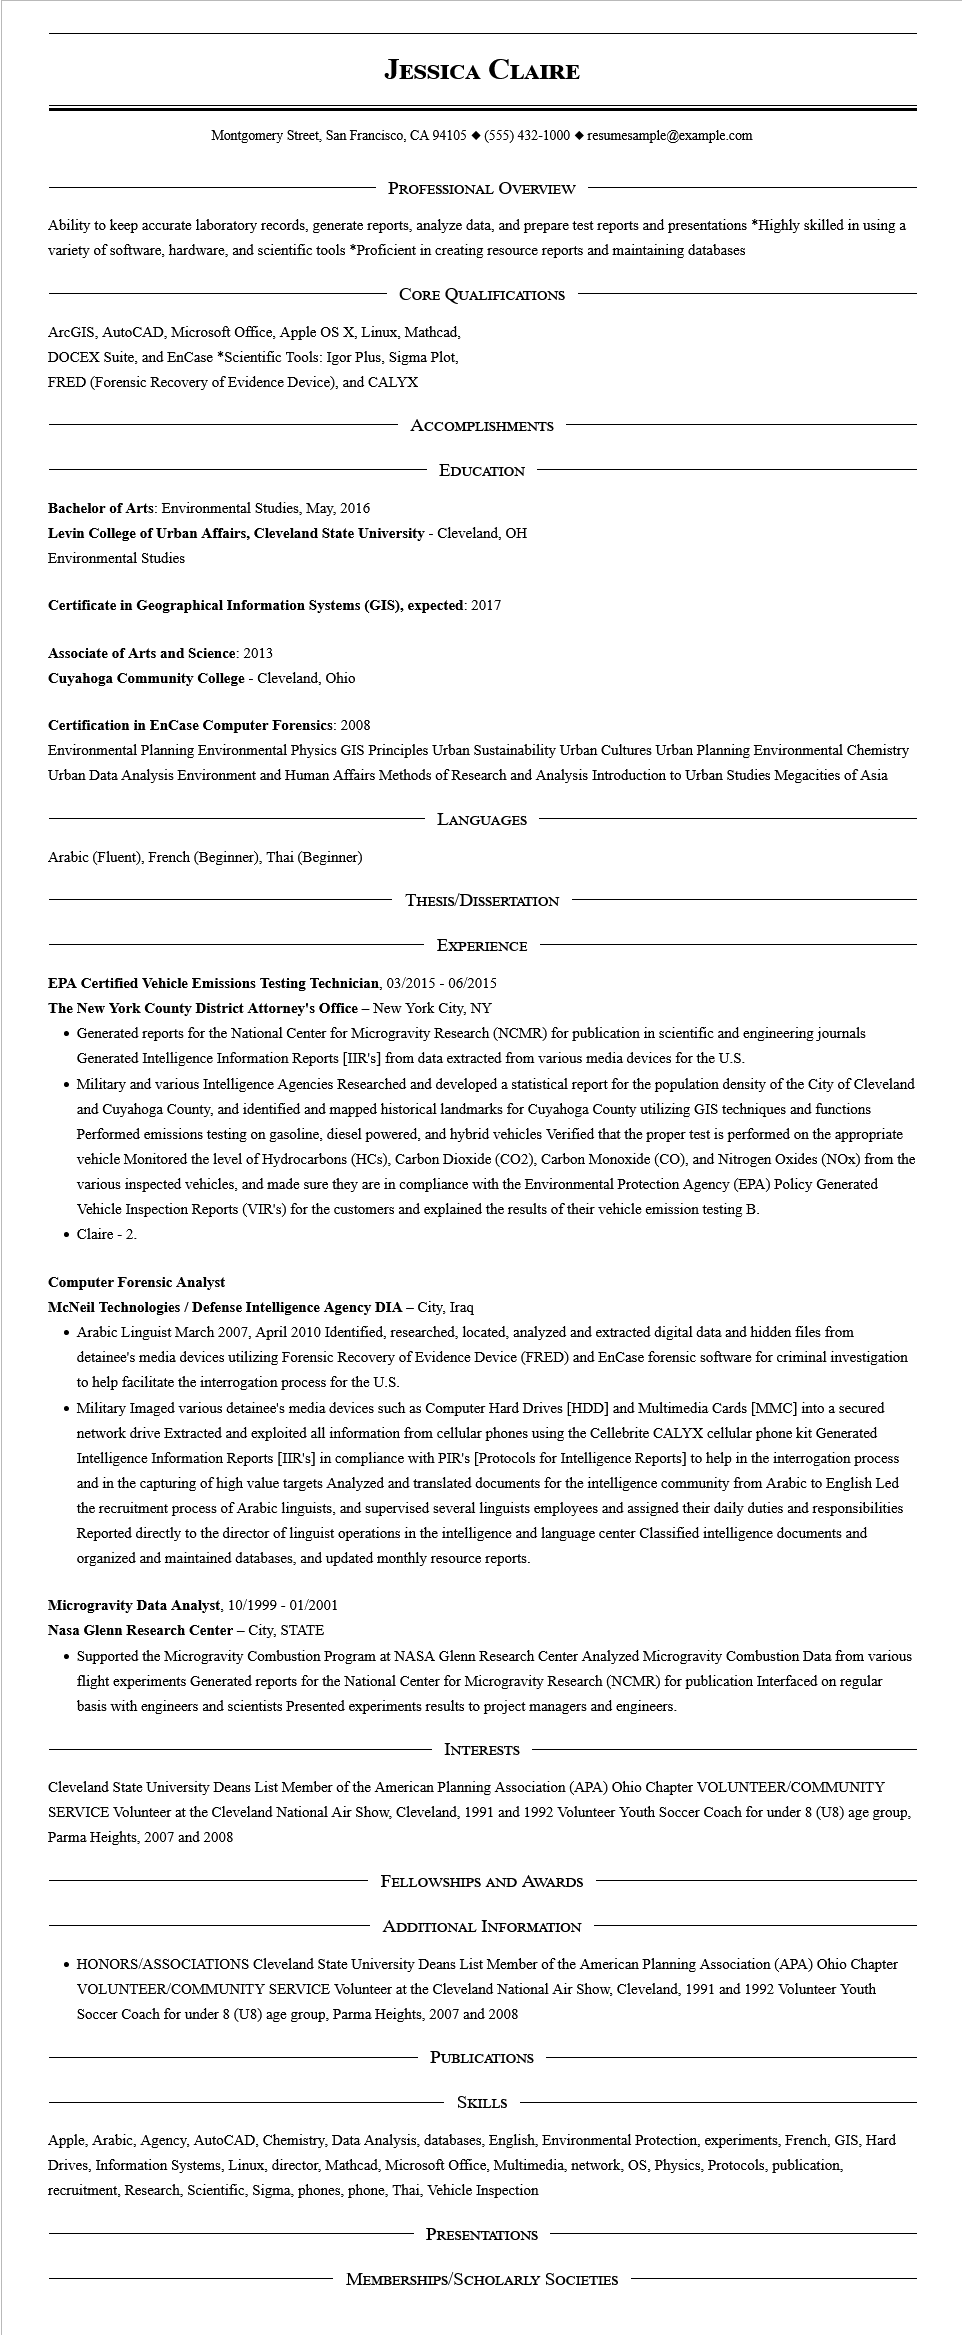 Jessica Claire
Montgomery Street, San Francisco, CA 94105 ◆ (555) 432-1000 ◆ resumesample@example.com
Professional Overview
Ability to keep accurate laboratory records, generate reports, analyze data, and prepare test reports and presentations *Highly skilled in using a
variety of software, hardware, and scientific tools *Proficient in creating resource reports and maintaining databases
Core Qualifications
ArcGIS, AutoCAD, Microsoft Office, Apple OS X, Linux, Mathcad,
DOCEX Suite, and EnCase *Scientific Tools: Igor Plus, Sigma Plot,
FRED (Forensic Recovery of Evidence Device), and CALYX
Accomplishments
Education
Bachelor of Arts: Environmental Studies, May, 2016
Levin College of Urban Affairs, Cleveland State University - Cleveland, OH
Environmental Studies
Certificate in Geographical Information Systems (GIS), expected: 2017
Associate of Arts and Science: 2013
Cuyahoga Community College - Cleveland, Ohio
Certification in EnCase Computer Forensics: 2008
Environmental Planning Environmental Physics GIS Principles Urban Sustainability Urban Cultures Urban Planning Environmental Chemistry
Urban Data Analysis Environment and Human Affairs Methods of Research and Analysis Introduction to Urban Studies Megacities of Asia
Languages
Arabic (Fluent), French (Beginner), Thai (Beginner)
Thesis/Dissertation
Experience
EPA Certified Vehicle Emissions Testing Technician, 03/2015 - 06/2015
The New York County District Attorney's Office – New York City, NY
• Generated reports for the National Center for Microgravity Research (NCMR) for publication in scientific and engineering journals
Generated Intelligence Information Reports [IIR's] from data extracted from various media devices for the U.S.
• Military and various Intelligence Agencies Researched and developed a statistical report for the population density of the City of Cleveland
and Cuyahoga County, and identified and mapped historical landmarks for Cuyahoga County utilizing GIS techniques and functions
Performed emissions testing on gasoline, diesel powered, and hybrid vehicles Verified that the proper test is performed on the appropriate
vehicle Monitored the level of Hydrocarbons (HCs), Carbon Dioxide (CO2), Carbon Monoxide (CO), and Nitrogen Oxides (NOx) from the
various inspected vehicles, and made sure they are in compliance with the Environmental Protection Agency (EPA) Policy Generated
Vehicle Inspection Reports (VIR's) for the customers and explained the results of their vehicle emission testing B.
• Claire - 2.
Computer Forensic Analyst
McNeil Technologies / Defense Intelligence Agency DIA – City, Iraq
• Arabic Linguist March 2007, April 2010 Identified, researched, located, analyzed and extracted digital data and hidden files from
detainee's media devices utilizing Forensic Recovery of Evidence Device (FRED) and EnCase forensic software for criminal investigation
to help facilitate the interrogation process for the U.S.
• Military Imaged various detainee's media devices such as Computer Hard Drives [HDD] and Multimedia Cards [MMC] into a secured
network drive Extracted and exploited all information from cellular phones using the Cellebrite CALYX cellular phone kit Generated
Intelligence Information Reports [IIR's] in compliance with PIR's [Protocols for Intelligence Reports] to help in the interrogation process
and in the capturing of high value targets Analyzed and translated documents for the intelligence community from Arabic to English Led
the recruitment process of Arabic linguists, and supervised several linguists employees and assigned their daily duties and responsibilities
Reported directly to the director of linguist operations in the intelligence and language center Classified intelligence documents and
organized and maintained databases, and updated monthly resource reports.
Microgravity Data Analyst, 10/1999 - 01/2001
Nasa Glenn Research Center – City, STATE
• Supported the Microgravity Combustion Program at NASA Glenn Research Center Analyzed Microgravity Combustion Data from various
flight experiments Generated reports for the National Center for Microgravity Research (NCMR) for publication Interfaced on regular
basis with engineers and scientists Presented experiments results to project managers and engineers.
Interests
Cleveland State University Deans List Member of the American Planning Association (APA) Ohio Chapter VOLUNTEER/COMMUNITY
SERVICE Volunteer at the Cleveland National Air Show, Cleveland, 1991 and 1992 Volunteer Youth Soccer Coach for under 8 (U8) age group,
Parma Heights, 2007 and 2008
Fellowships and Awards
Additional Information
• HONORS/ASSOCIATIONS Cleveland State University Deans List Member of the American Planning Association (APA) Ohio Chapter
VOLUNTEER/COMMUNITY SERVICE Volunteer at the Cleveland National Air Show, Cleveland, 1991 and 1992 Volunteer Youth
Soccer Coach for under 8 (U8) age group, Parma Heights, 2007 and 2008
Publications
Skills
Apple, Arabic, Agency, AutoCAD, Chemistry, Data Analysis, databases, English, Environmental Protection, experiments, French, GIS, Hard
Drives, Information Systems, Linux, director, Mathcad, Microsoft Office, Multimedia, network, OS, Physics, Protocols, publication,
recruitment, Research, Scientific, Sigma, phones, phone, Thai, Vehicle Inspection
Presentations
Memberships/Scholarly Societies